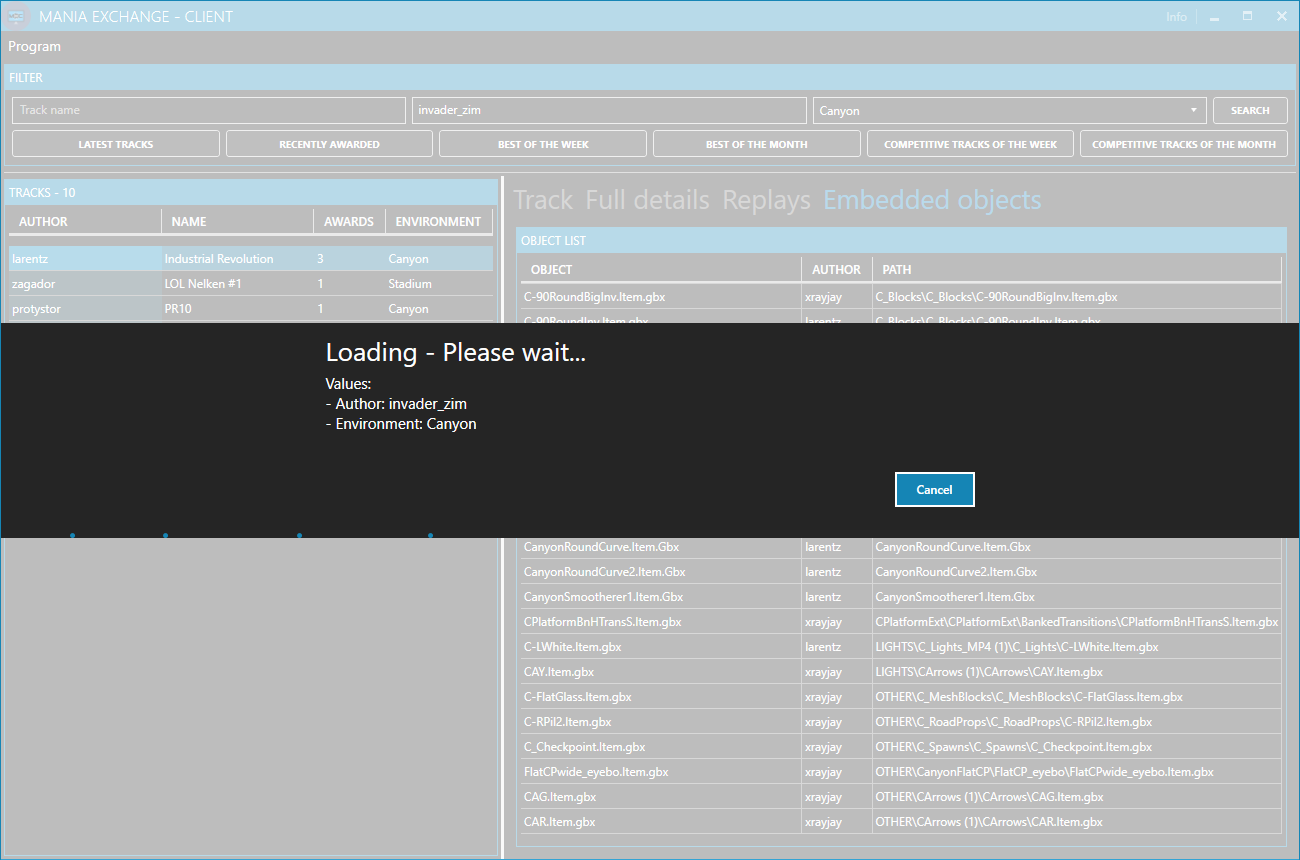 MANIA EXCHANGE - CLIENT Info
Program
FILTER
Track name invader_zim Canyon SEARCH
LATEST TRACKS RECENTLY AWARDED BEST OF THE WEEK BEST OF THE MONTH COMPETITIVE TRACKS OF THE WEEK COMPETITIVE TRACKS OF THE MONTH
TRACKS - 10
AUTHOR NAME AWARDS ENVIRONMENT
larentz Industrial Revolution 3 Canyon
zagador LOL Nelken #1 1 Stadium
protystor PR10 1 Canyon
Track Full details Replays Embedded objects
OBJECT LIST
OBJECT AUTHOR PATH
C-90RoundBigInv.Item.gbx xrayjay C_Blocks\C_Blocks\C-90RoundBigInv.Item.gbx
C-90RoundInv.Item.gbx larentz C_Blocks\C_Blocks\C-90RoundInv.Item.gbx
Loading - Please wait...
Values:
- Author: invader_zim
- Environment: Canyon
Cancel
CanyonRoundCurve.Item.Gbx larentz CanyonRoundCurve.Item.Gbx
CanyonRoundCurve2.Item.Gbx larentz CanyonRoundCurve2.Item.Gbx
CanyonSmootherer1.Item.Gbx larentz CanyonSmootherer1.Item.Gbx
CPlatformBnHTransS.Item.gbx xrayjay CPlatformExt\CPlatformExt\BankedTransitions\CPlatformBnHTransS.Item.gbx
C-LWhite.Item.gbx larentz LIGHTS\C_Lights_MP4 (1)\C_Lights\C-LWhite.Item.gbx
CAY.Item.gbx xrayjay LIGHTS\CArrows (1)\CArrows\CAY.Item.gbx
C-FlatGlass.Item.gbx xrayjay OTHER\C_MeshBlocks\C_MeshBlocks\C-FlatGlass.Item.gbx
C-RPil2.Item.gbx xrayjay OTHER\C_RoadProps\C_RoadProps\C-RPil2.Item.gbx
C_Checkpoint.Item.gbx xrayjay OTHER\C_Spawns\C_Spawns\C_Checkpoint.Item.gbx
FlatCPwide_eyebo.Item.gbx xrayjay OTHER\CanyonFlatCP\FlatCP_eyebo\FlatCPwide_eyebo.Item.gbx
CAG.Item.gbx xrayjay OTHER\CArrows (1)\CArrows\CAG.Item.gbx
CAR.Item.gbx xrayjay OTHER\CArrows (1)\CArrows\CAR.Item.gbx